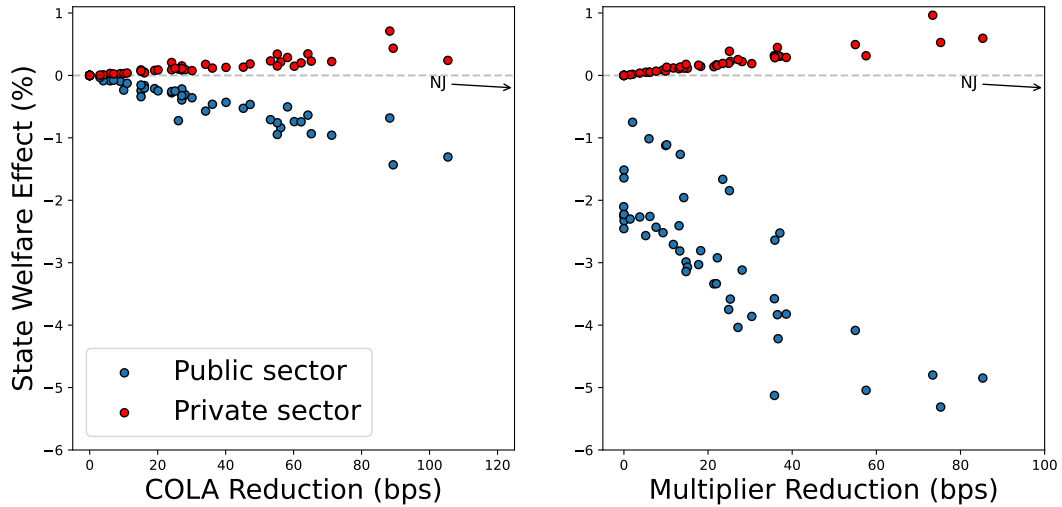 State Welfare Effect (%)
1
0
−1
−2
−3
−4
−5
−6
NJ
Public sector
Private sector
0 20 40 60 80 100 120
COLA Reduction (bps)
1
0
−1
−2
−3
−4
−5
−6
NJ
0 20 40 60 80 100
Multiplier Reduction (bps)